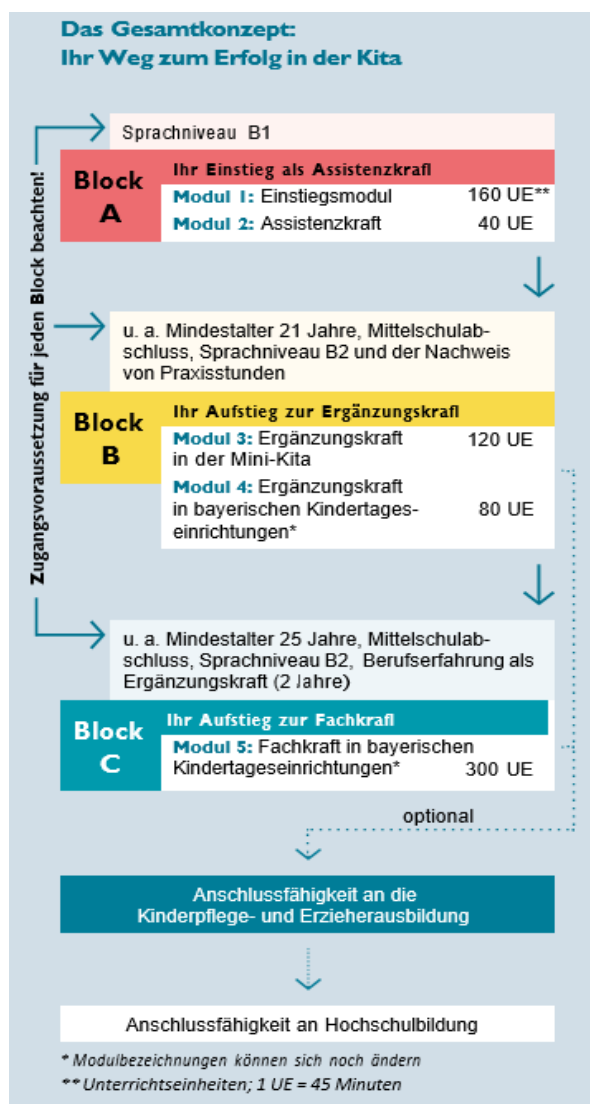 Das Gesamtkonzept:
Ihr Weg zum Erfolg in der Kita
Zugangsvoraussetzung für jeden Block beachten!
Sprachniveau B1
Block
A
Ihr Einstieg als Assistenzkraft
Modul 1: Einstiegsmodul 160 UE**
Modul 2: Assistenzkraft 40 UE
u. a. Mindestalter 21 Jahre, Mittelschulab-
schluss, Sprachniveau B2 und der Nachweis
von Praxisstunden
Block
B
Ihr Aufstieg zur Ergänzungskraft
Modul 3: Ergänzungskraft 120 UE
in der Mini-Kita
Modul 4: Ergänzungskraft
in bayerischen Kindertages- 80 UE
einrichtungen*
u. a. Mindestalter 25 Jahre, Mittelschulab-
schluss, Sprachniveau B2, Berufserfahrung als
Ergänzungskraft (2 Jahre)
Block
C
Ihr Aufstieg zur Fachkraft
Modul 5: Fachkraft in bayerischen
Kindertageseinrichtungen* 300 UE
optional
Anschlussfähigkeit an die
Kinderpflege- und Erzieherausbildung
Anschlussfähigkeit an Hochschulbildung
* Modulbezeichnungen können sich noch ändern
** Unterrichtseinheiten; 1 UE = 45 Minuten